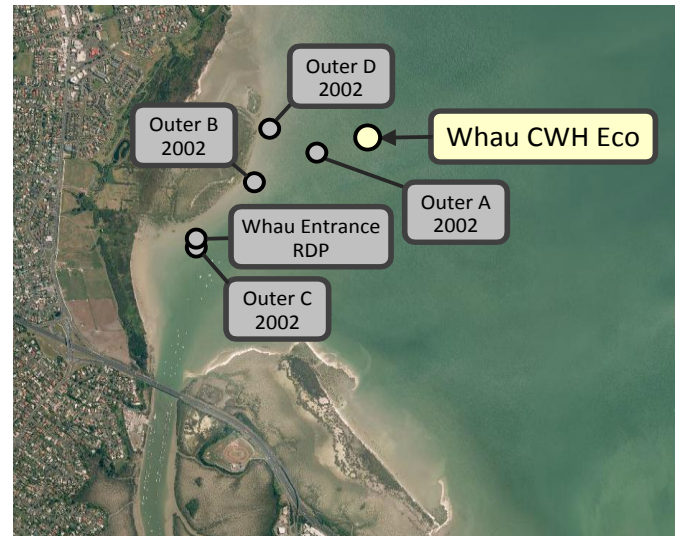 Outer D
2002
Outer B
2002
Whau CWH Eco
Outer A
2002
Whau Entrance
RDP
Outer C
2002